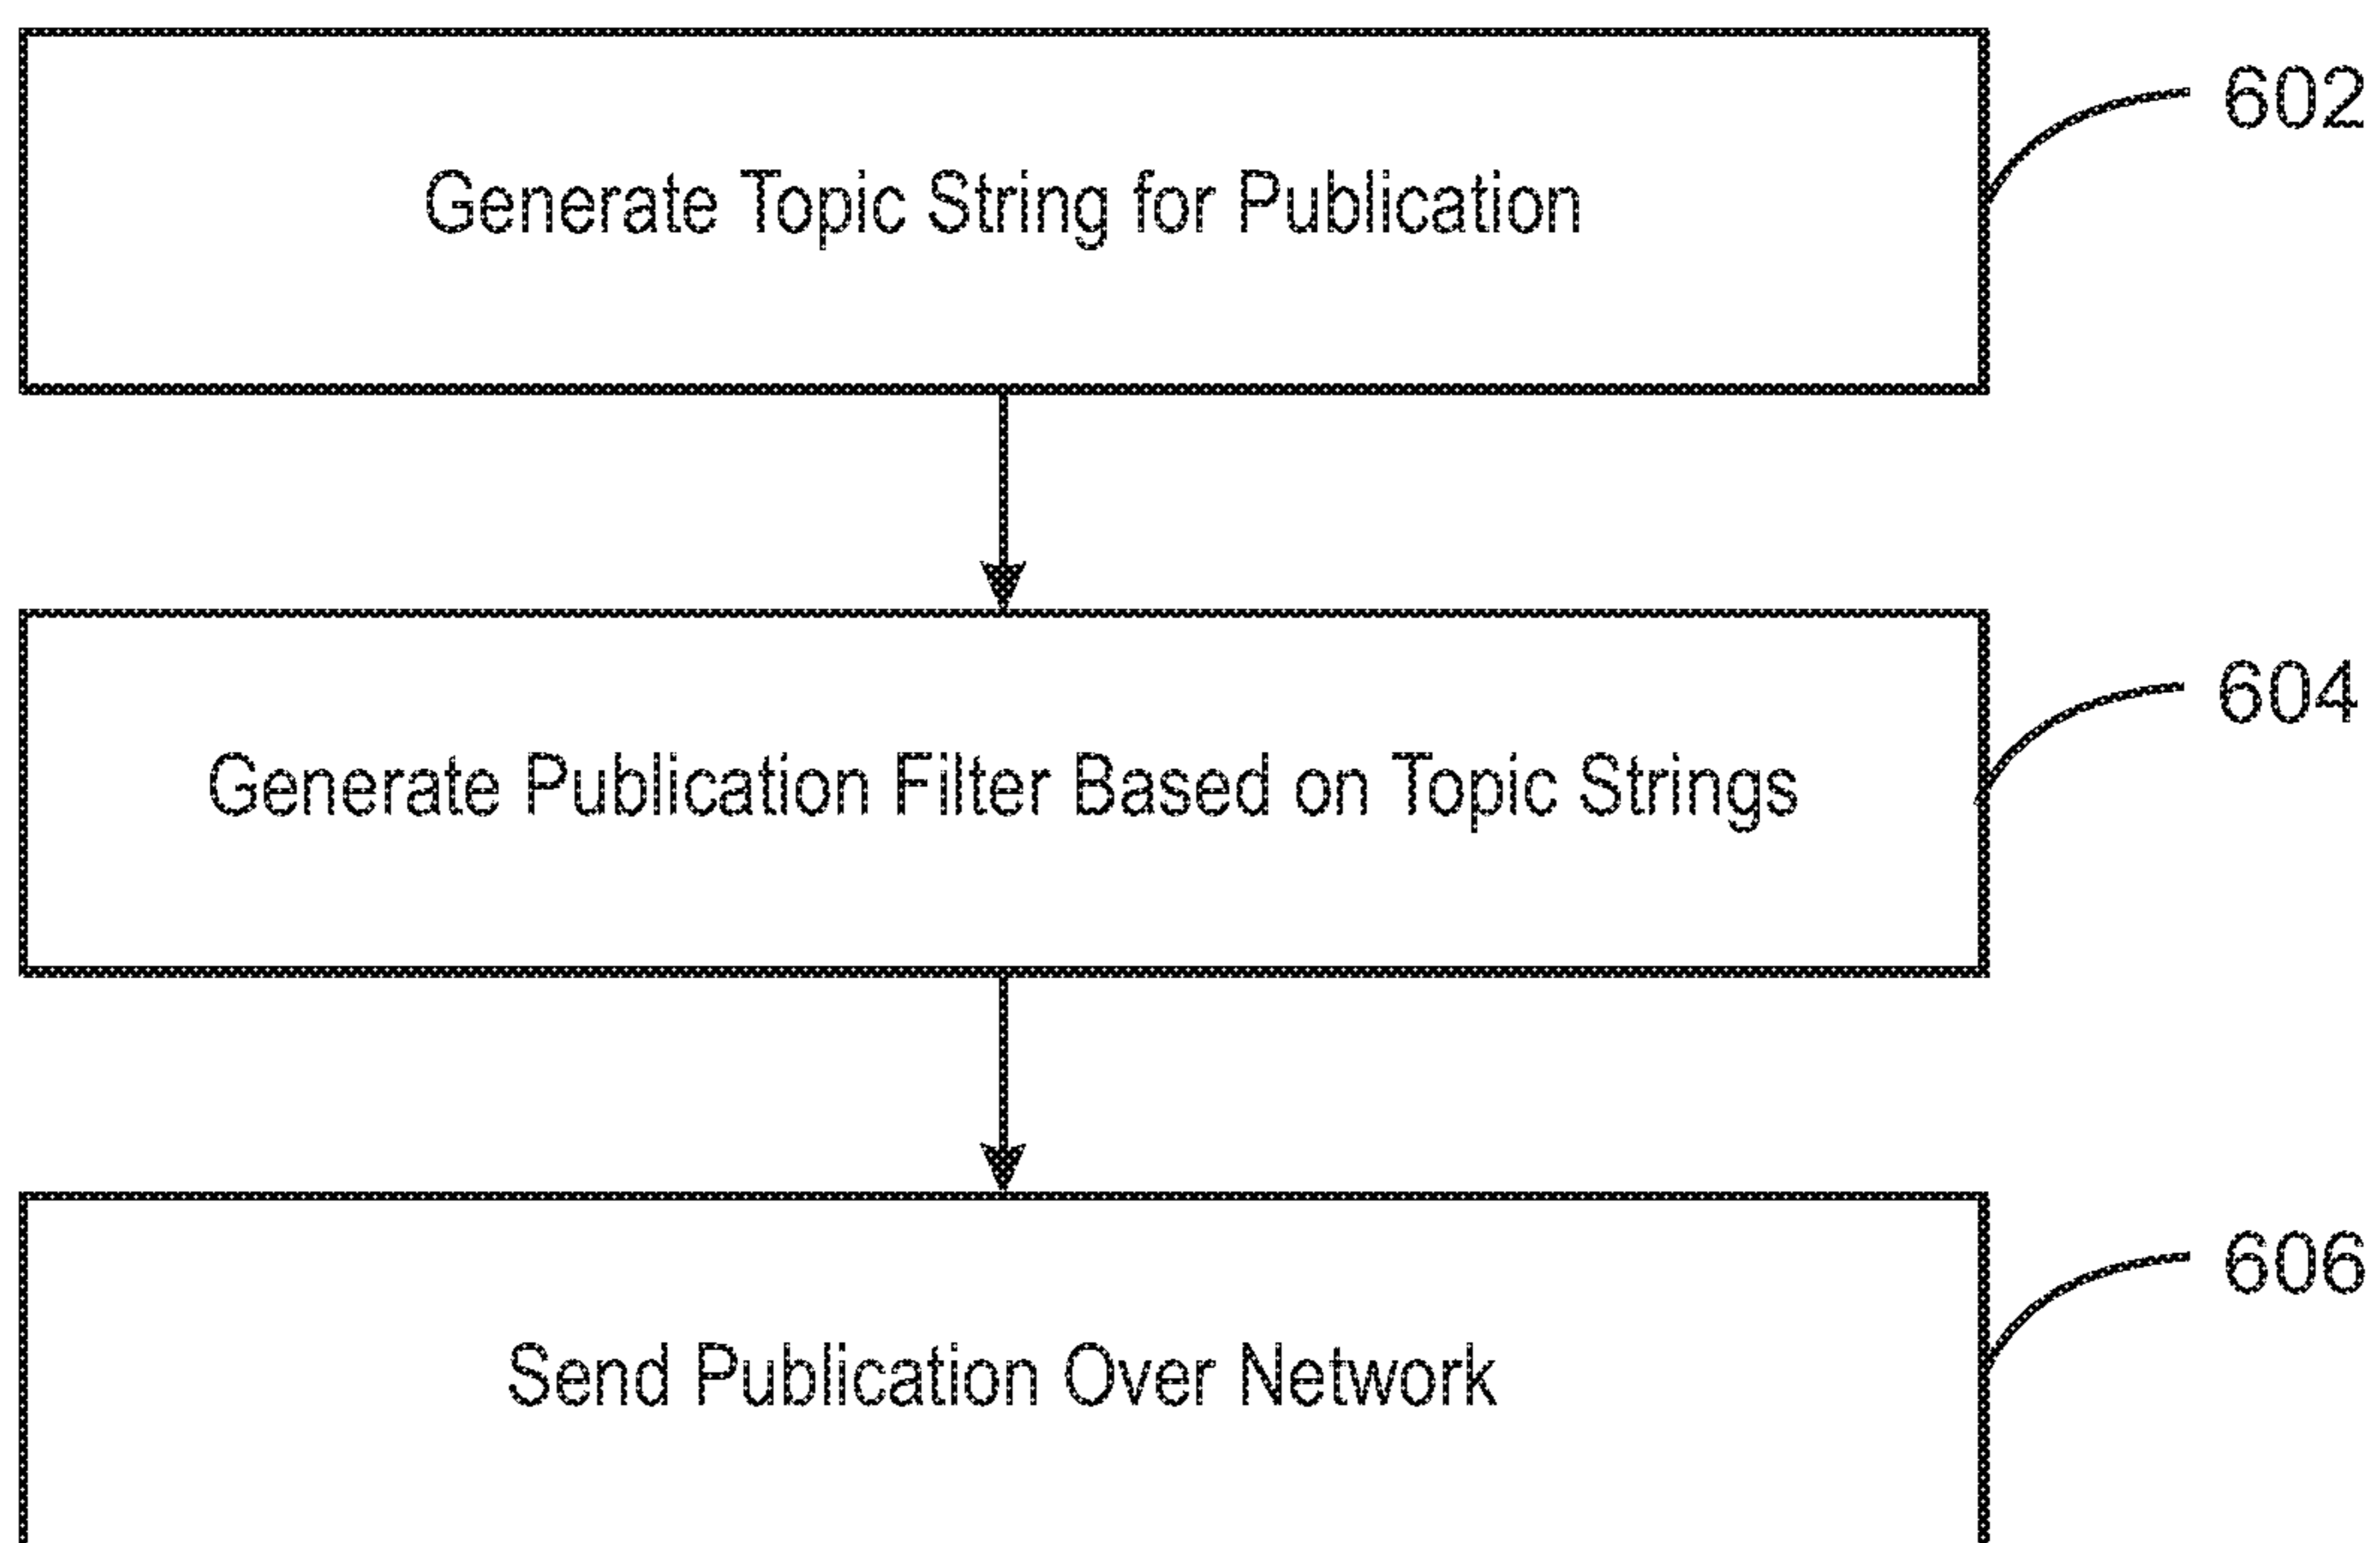 602
Generate Topic String for Publication
604
Generate Publication Filter Based on Topic Strings
606
Send Publication Over Network